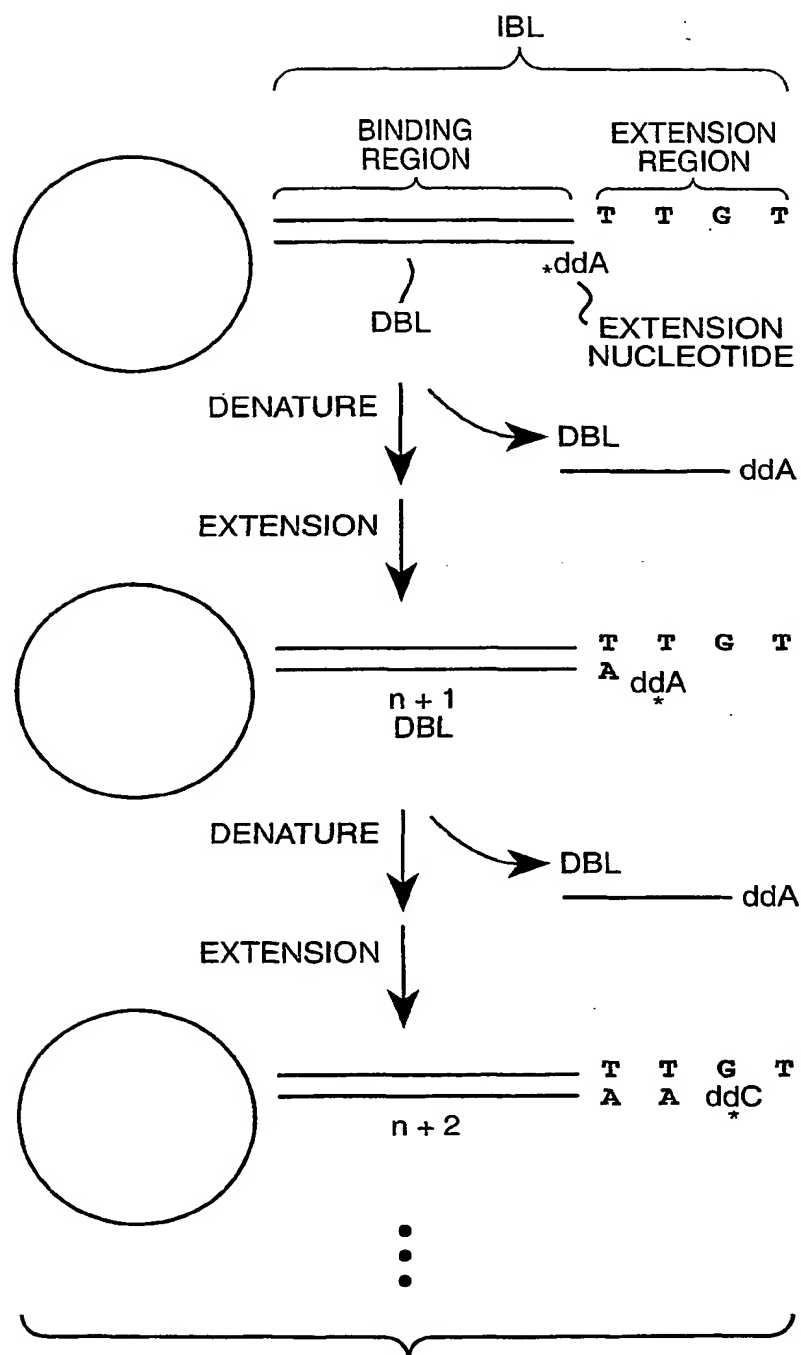 IBL
BINDING REGION
EXTENSION REGION
T T G T
*ddA
DBL
EXTENSION NUCLEOTIDE
DENATURE
DBL
ddA
EXTENSION
T T G T
A ddA
*
n + 1
DBL
DENATURE
DBL
ddA
EXTENSION
T T G T
A A ddC
*
n + 2